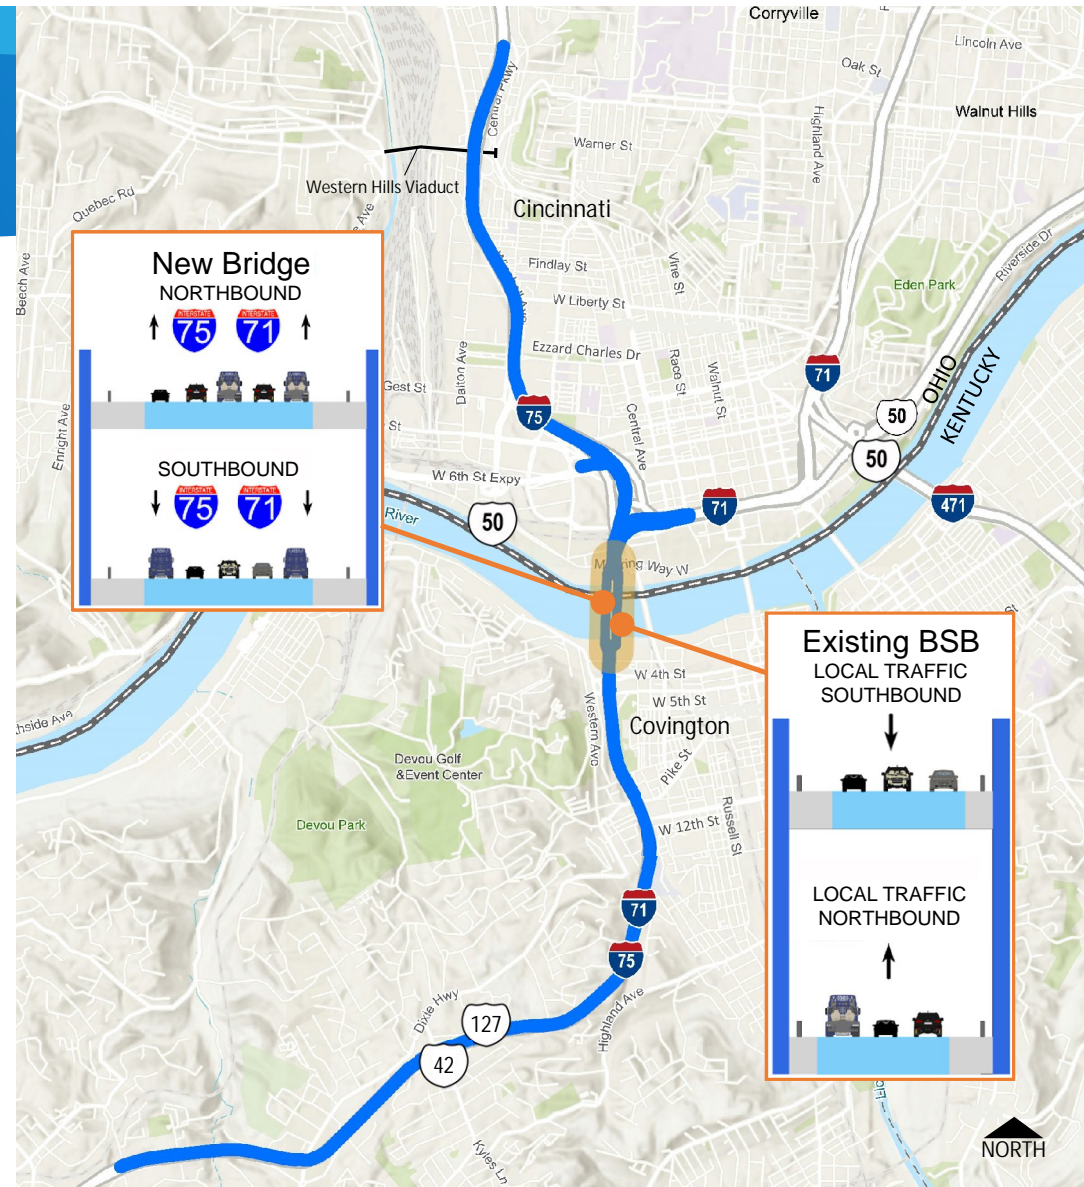 Corryville
Lincoln Ave
Oak St
Central Pkwy
Highland Ave
Walnut Hills
Warner St
Western Hills Viaduct
Quebec Rd
Cincinnati
Riverside Dr
Beech Ave
Vine St
Findlay St
Eden Park
W Liberty St
New Bridge
NORTHBOUND
INTERSTATE
75
INTERSTATE
71
SOUTHBOUND
INTERSTATE
75
INTERSTATE
71
Ezzard Charles Dr
Dalton Ave
Race St
Walnut St
71
OHIO
KENTUCKY
Gest St
Enright Ave
75
Central Ave
50
St
50
W 6th St Expy
71
471
River
50
Way W
St
W 4th St
Western Ave
W 5th St
Covington
Pike St
Devou Golf
&Event Center
Devou Park
Russell St
W 12th St
Existing BSB
LOCAL TRAFFIC
SOUTHBOUND
LOCAL TRAFFIC
NORTHBOUND
71
75
Dixie Hwy
Highland Ave
127
42
Kyles Ln
NORTH